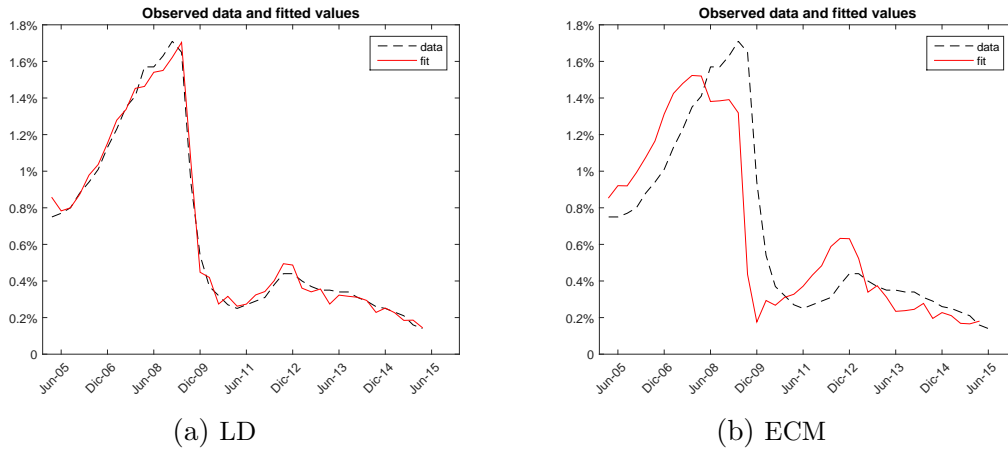 Observed data and fitted values
1.8%
1.6%
1.4%
1.2%
1%
0.8%
0.6%
0.4%
0.2%
0
data
fit
Jun-05
Dic-06
Jun-08
Dic-09
Jun-11
Dic-12
Jun-13
Jun-14
Jun-15
(a) LD
Observed data and fitted values
1.8%
1.6%
1.4%
1.2%
1%
0.8%
0.6%
0.4%
0.2%
0
data
fit
Jun-05
Dic-06
Jun-08
Dic-09
Jun-11
Dic-12
Jun-13
Jun-14
Jun-15
(b) ECM